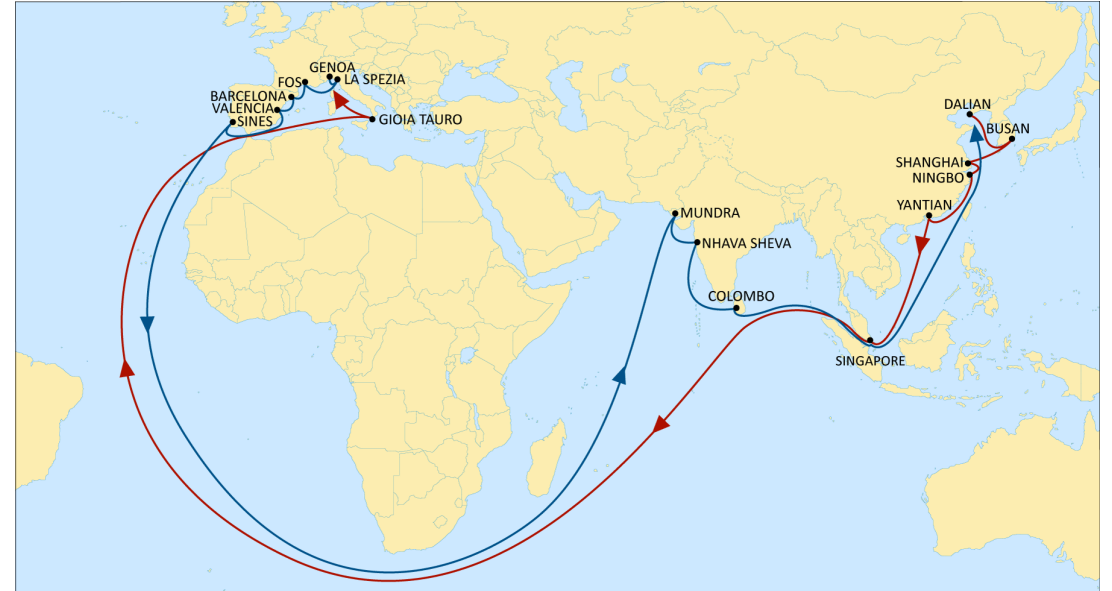 GENOA
LA SPEZIA
FOS
BARCELONA
VALENCIA
SINES
GIOIA TAURO
DALIAN
BUSAN
SHANGHAI
NINGBO
YANTIAN
MUNDRA
NHAVA SHEVA
COLOMBO
SINGAPORE